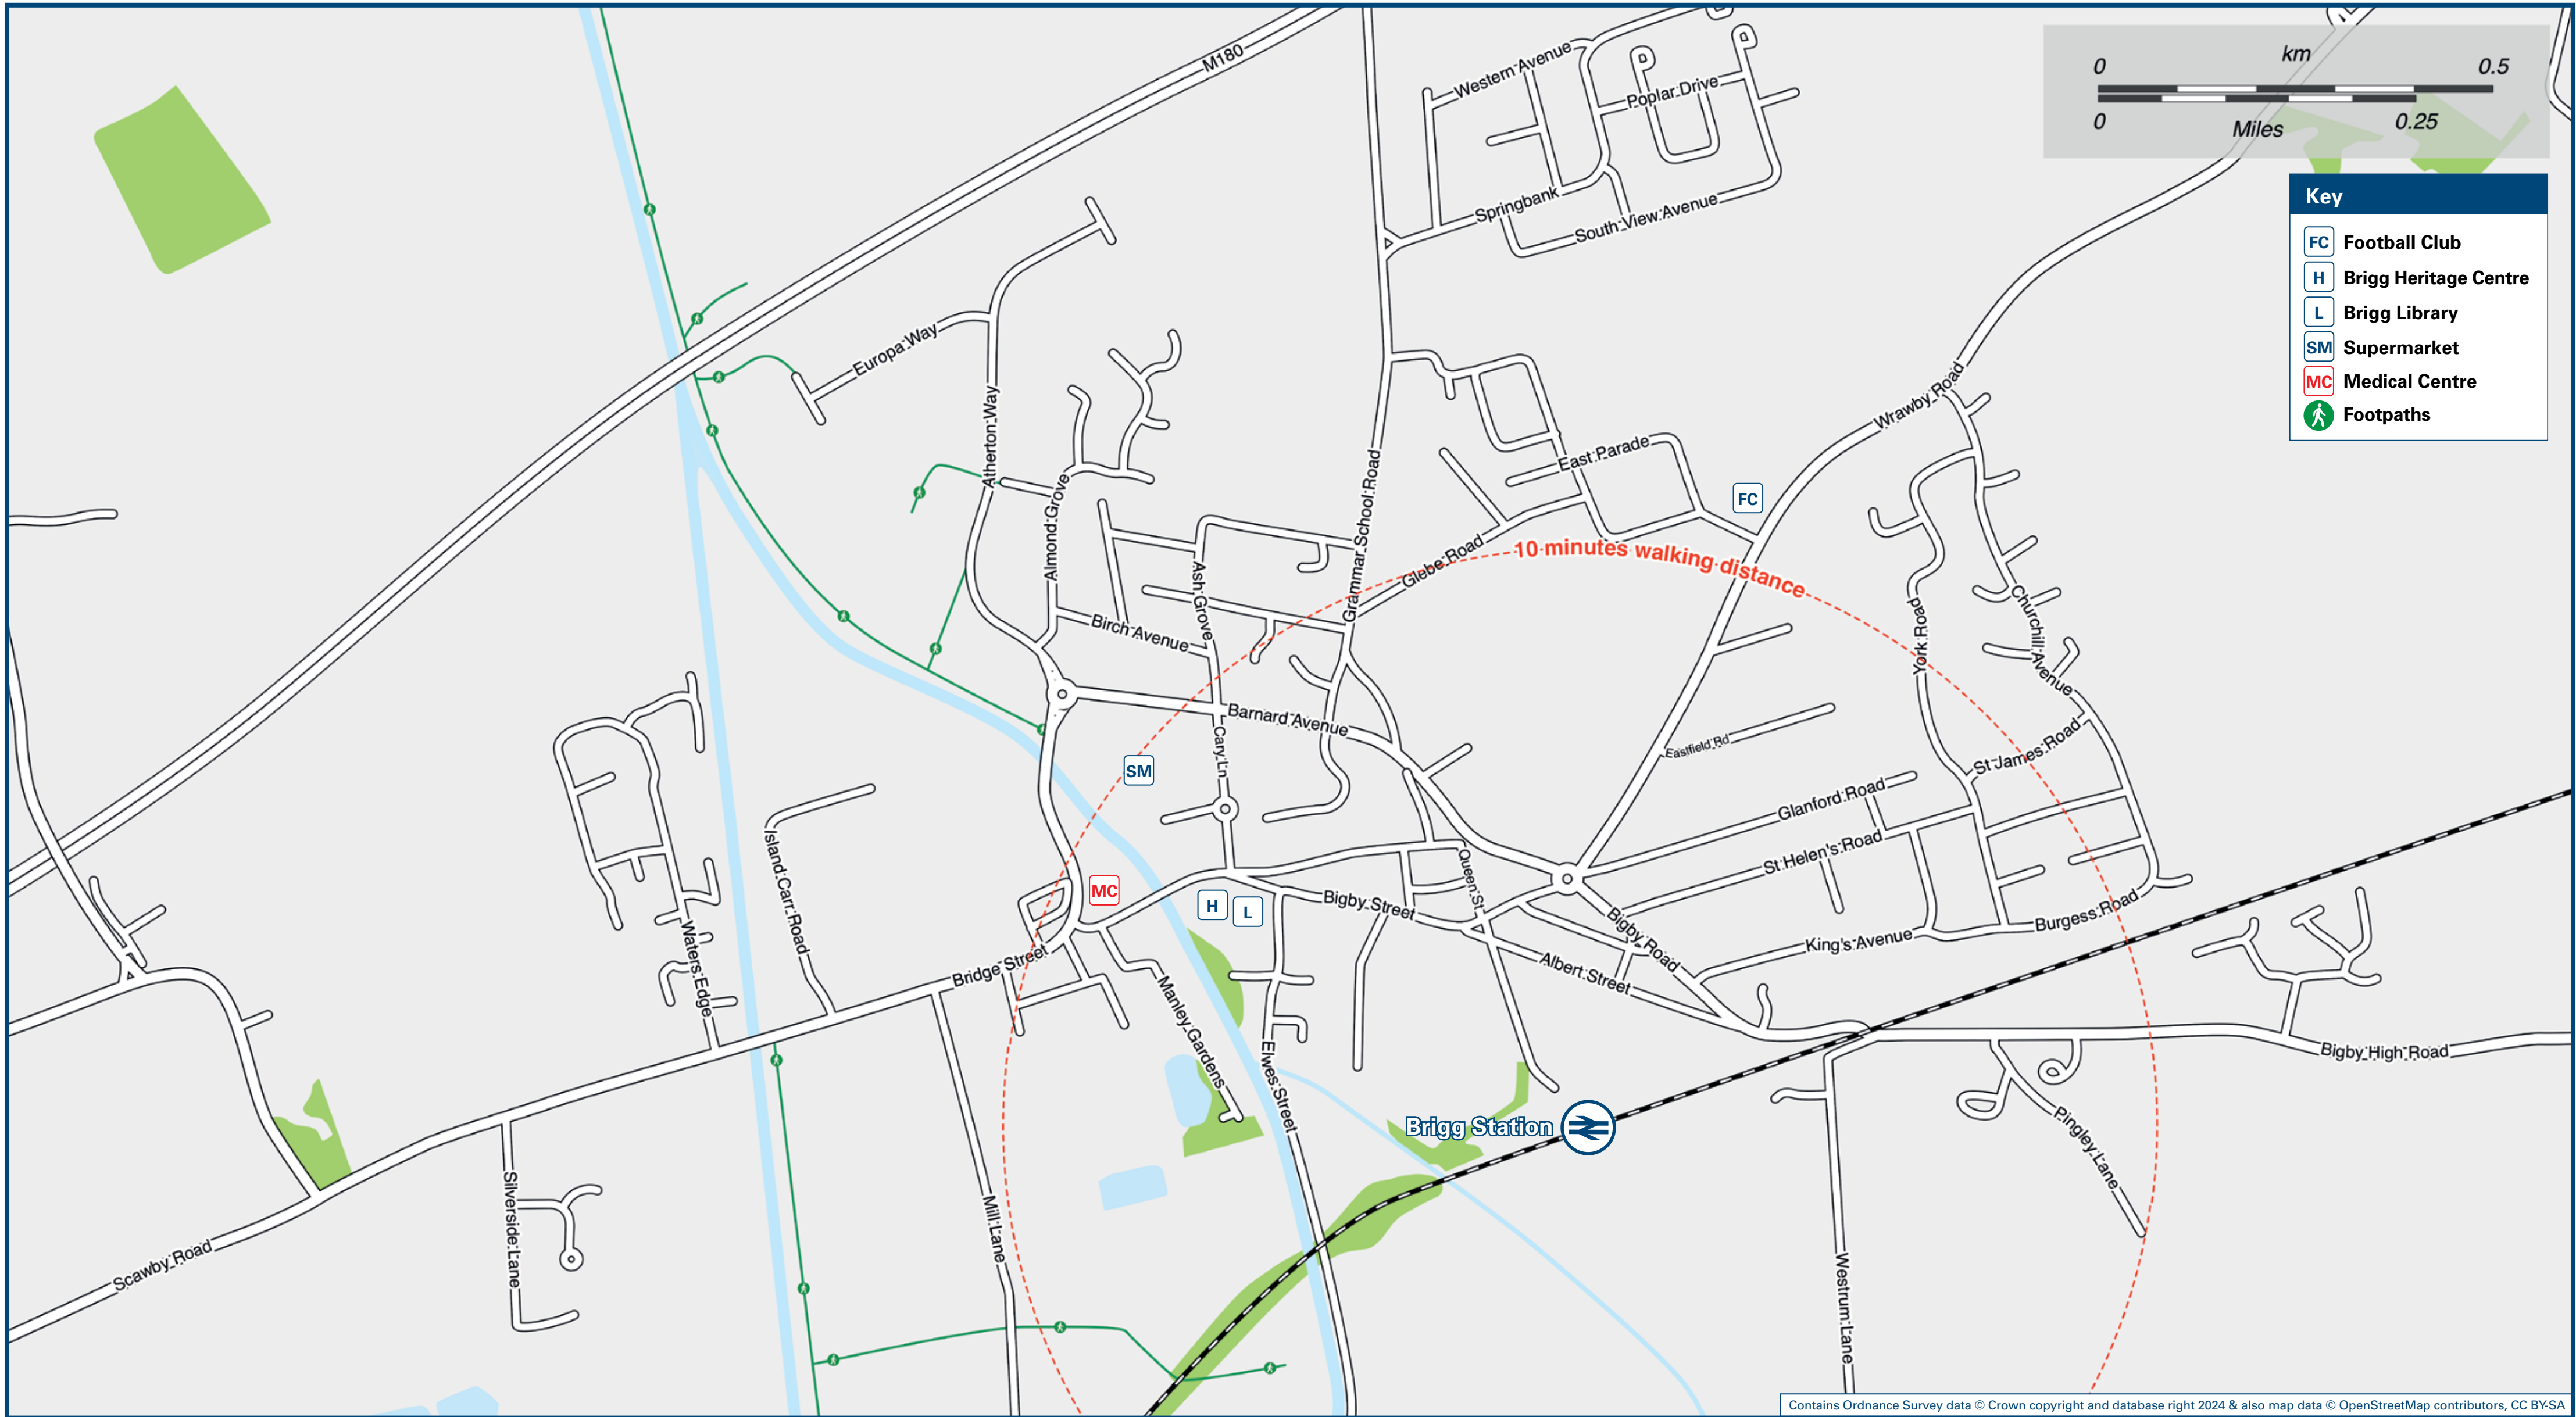 M180
Western Avenue
Poplar Drive
Springbank
South View Avenue
km
0
0.5
0
Miles
0.25
Key
FC Football Club
H Brigg Heritage Centre
L Brigg Library
SM Supermarket
MC Medical Centre
Footpaths
Europa Way
Atherton Way
Almond Grove
Grammar School Road
East Parade
Wrawby Road
FC
Glebe Road
10 minutes walking distance
Ash Grove
Birch Avenue
York Road
Churchill Avenue
Barnard Avenue
Cary Ln
SM
Eastfield Rd
St James Road
Glanford Road
St Helen's Road
Island Carr Road
Queen St
MC
H
L
Bigby Street
Bigby Road
King's Avenue
Burgess Road
Waters Edge
Bridge Street
Albert Street
Manley Gardens
Elwes Street
Bigby High Road
Brigg Station
Pingley Lane
Silverside Lane
Mill Lane
Scawby Road
Westrum Lane
Contains Ordnance Survey data © Crown copyright and database right 2024 & also map data © OpenStreetMap contributors, CC BY-SA